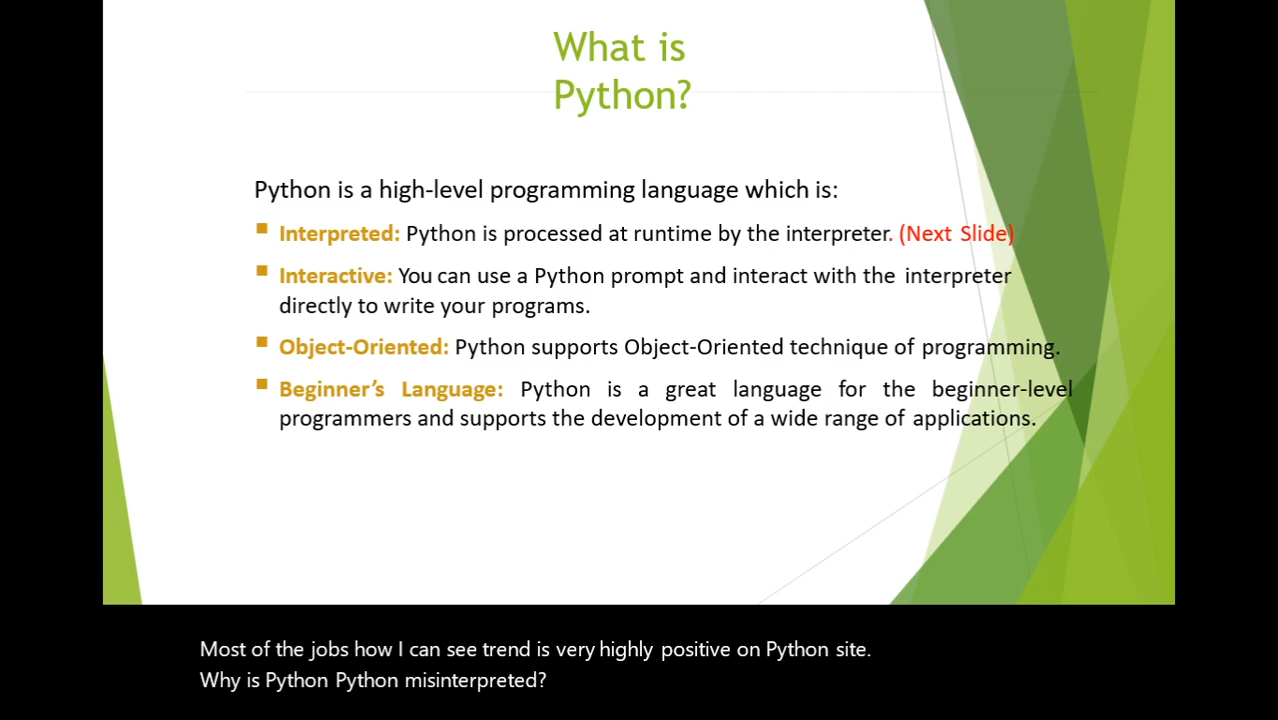 What is
Python?
Python is a high-level programming language which is:
Interpreted: Python is processed at runtime by the interpreter. (Next Slide)
Interactive: You can use a Python prompt and interact with the interpreter
directly to write your programs.
Object-Oriented: Python supports Object-Oriented technique of programming.
Beginner’s Language: Python is a great language for the beginner-level
programmers and supports the development of a wide range of applications.
Most of the jobs how I can see trend is very highly positive on Python site.
Why is Python Python misinterpreted?